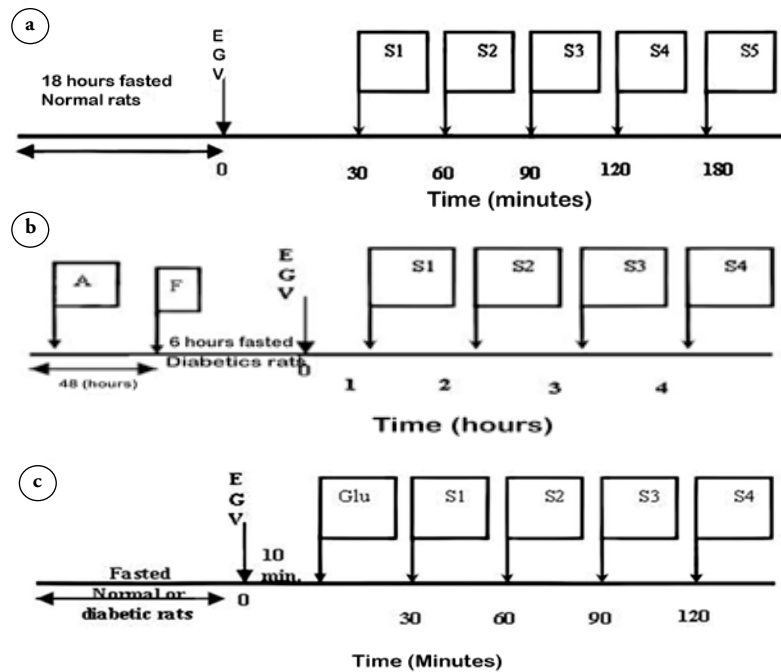 a
E
G
V
S1 S2 S3 S4 S5
18 hours fasted
Normal rats
0 30 60 90 120 180
Time (minutes)
b
A F
E
G
V
S1 S2 S3 S4
6 hours fasted
Diabetics rats
48 (hours)
0 1 2 3 4
Time (hours)
c
E
G
V
Glu S1 S2 S3 S4
10
min.
Fasted
Normal or
diabetic rats
0 30 60 90 120
Time (Minutes)